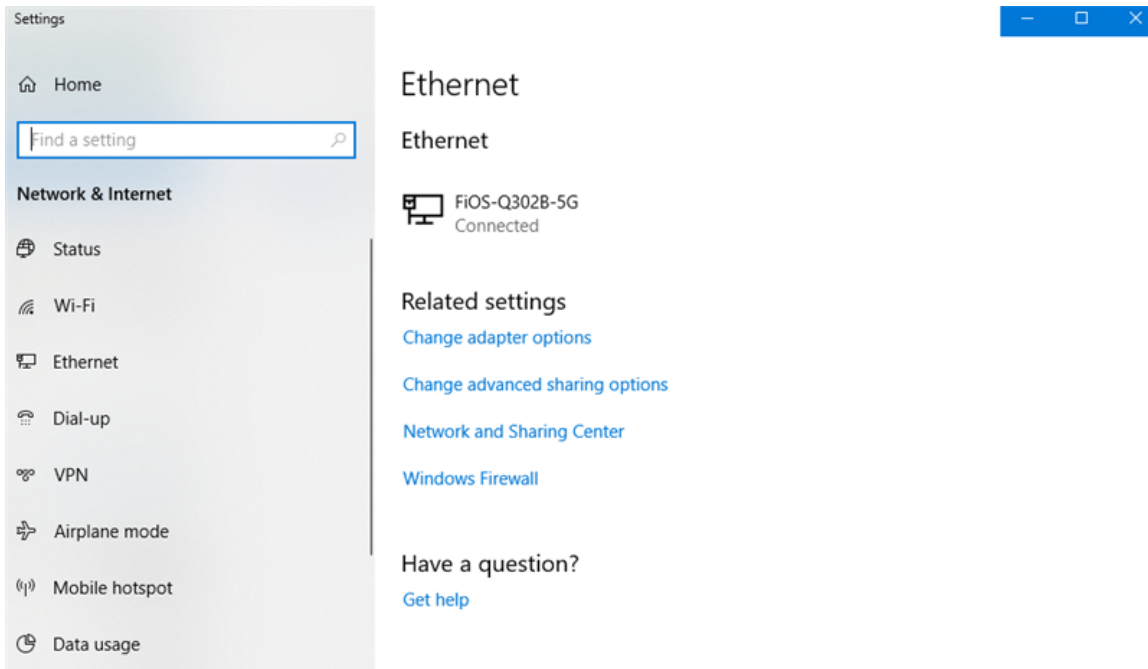 Settings
Home
Find a setting
Network & Internet
Status
Wi-Fi
Ethernet
Dial-up
VPN
Airplane mode
Mobile hotspot
Data usage
Ethernet
Ethernet
FiOS-Q302B-5G
Connected
Related settings
Change adapter options
Change advanced sharing options
Network and Sharing Center
Windows Firewall
Have a question?
Get help